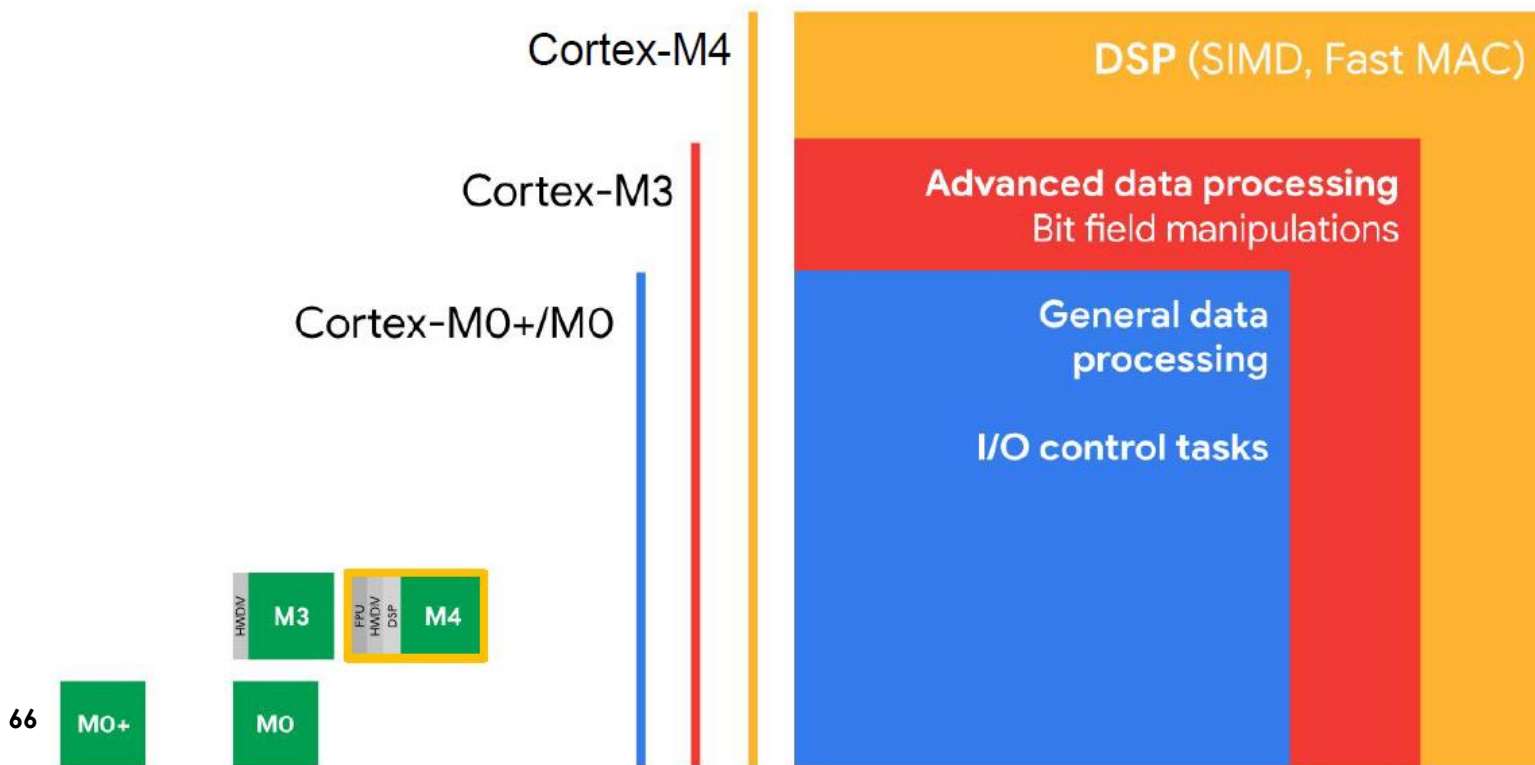 Cortex-M4
DSP (SIMD, Fast MAC)
Cortex-M3
Advanced data processing
Bit field manipulations
Cortex-M0+/M0
General data
processing
I/O control tasks
HWDIV
M3
FPU
HWDIV
DSP
M4
66
M0+
M0